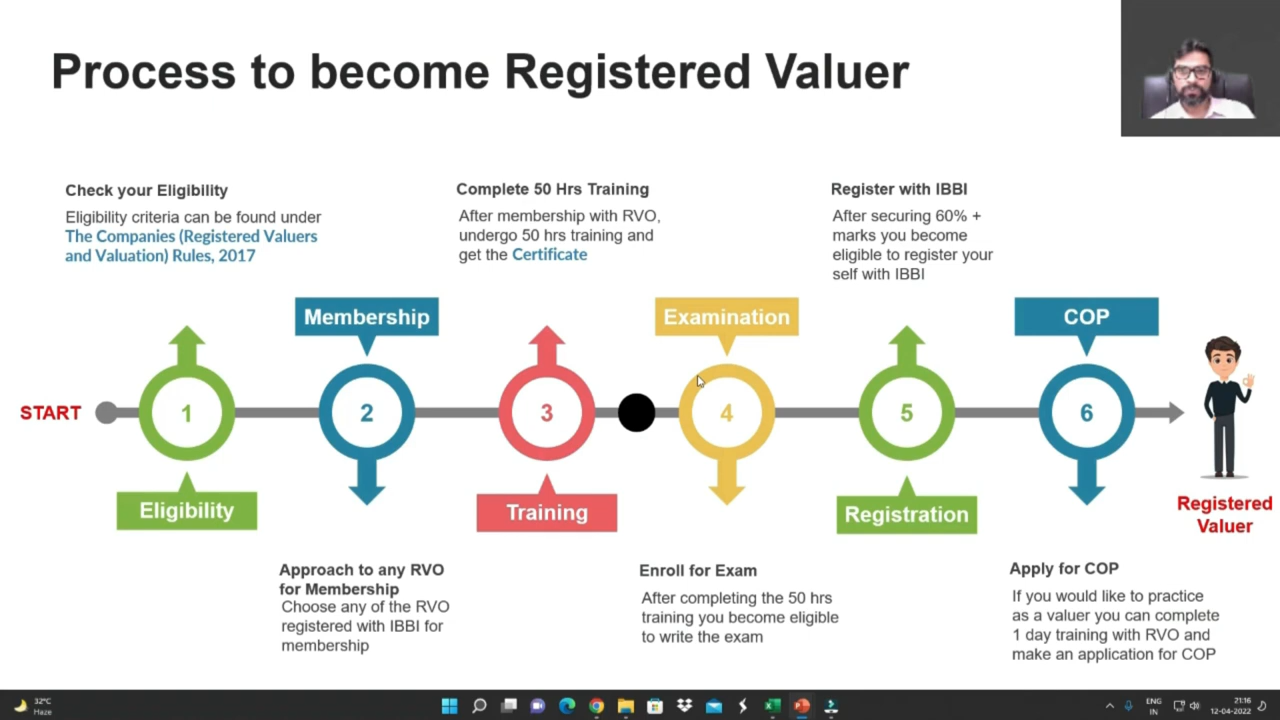 Process to become Registered Valuer
Check your Eligibility
Eligibility criteria can be found under
The Companies (Registered Valuers
and Valuation) Rules, 2017
Complete 50 Hrs Training
After membership with RVO,
undergo 50 hrs training and
get the Certificate
Register with IBBI
After securing 60% +
marks you become
eligible to register your
self with IBBI
Membership
Examination
COP
START
1
2
3
4
5
6
Eligibility
Training
Registration
Registered
Valuer
Approach to any RVO
for Membership
Choose any of the RVO
registered with IBBI for
membership
Enroll for Exam
After completing the 50 hrs
training you become eligible
to write the exam
Apply for COP
If you would like to practice
as a valuer you can complete
1 day training with RVO and
make an application for COP
32°C
Haze
ENG
IN
21:16
12-04-2022